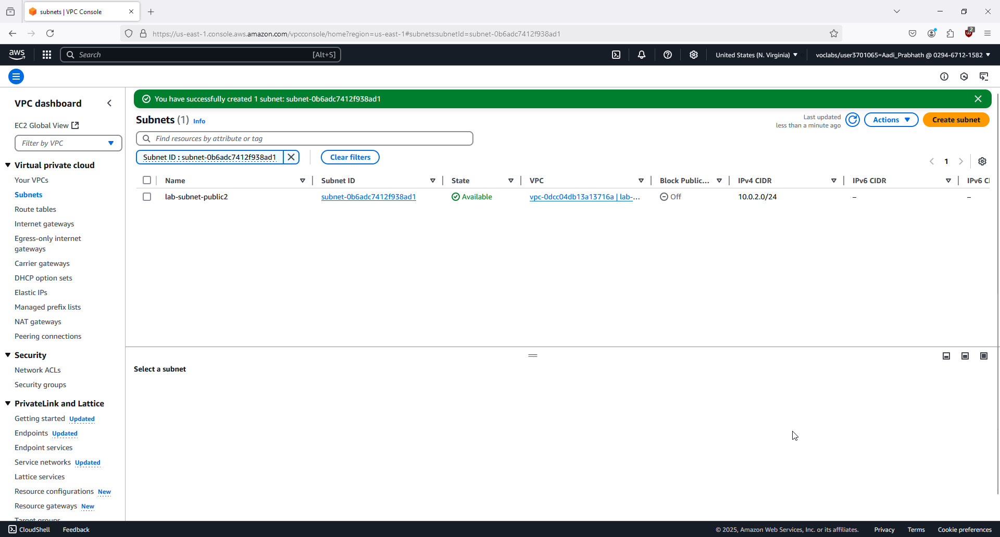 subnets | VPC Console
https://us-east-1.console.aws.amazon.com/vpcconsole/home?region=us-east-1#subnets:subnetId=subnet-0b6adc7412f938ad1
2
aws
Search
[Alt+S]
United States (N. Virginia)
voclabs/user3701065=Aadi_Prabhath @ 0294-6712-1582
VPC dashboard
EC2 Global View
Filter by VPC
Virtual private cloud
Your VPCs
Subnets
Route tables
Internet gateways
Egress-only internet
gateways
Carrier gateways
DHCP option sets
Elastic IPs
Managed prefix lists
NAT gateways
Peering connections
Security
Network ACLs
Security groups
PrivateLink and Lattice
Getting started Updated
Endpoints Updated
Endpoint services
Service networks Updated
Lattice services
Resource configurations New
Resource gateways New
Target groups
You have successfully created 1 subnet: subnet-0b6adc7412f938ad1
Subnets (1) Info
Last updated
less than a minute ago
Actions
Create subnet
Find resources by attribute or tag
Subnet ID : subnet-0b6adc7412f938ad1
Clear filters
1
Name Subnet ID State VPC Block Public... IPv4 CIDR IPv6 CIDR IPv6 CI
lab-subnet-public2 subnet-0b6adc7412f938ad1 Available vpc-0dcc04db13a13716a | lab-... Off 10.0.2.0/24 – –
Select a subnet
CloudShell
Feedback
© 2025, Amazon Web Services, Inc. or its affiliates.
Privacy
Terms
Cookie preferences